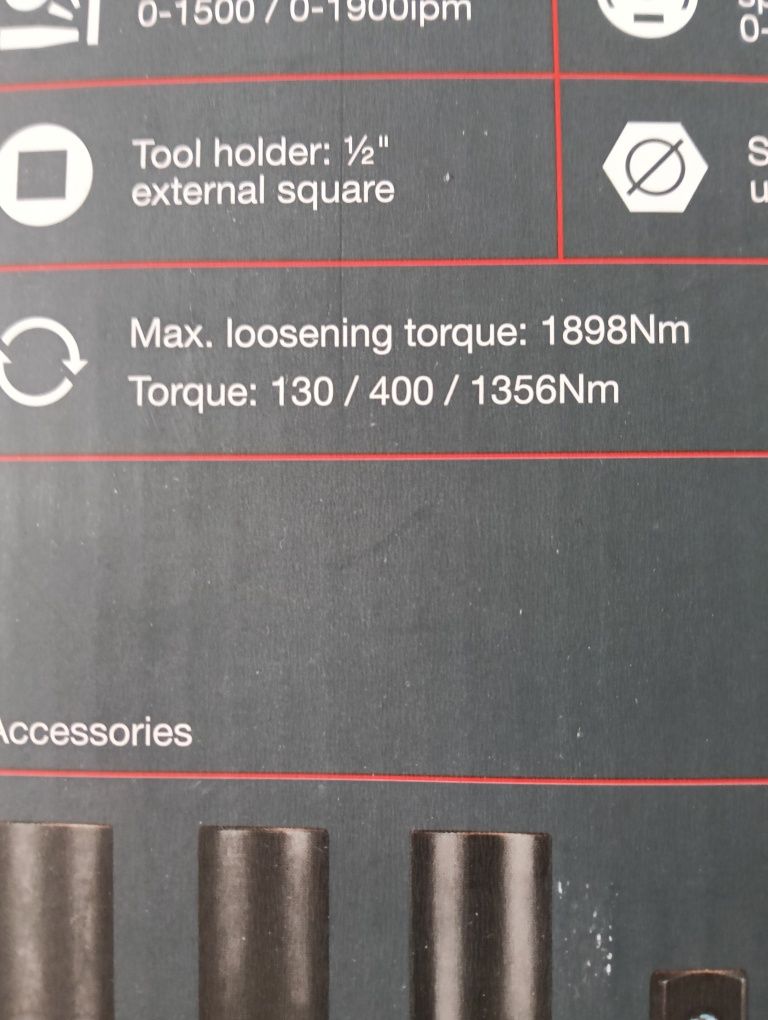 0-1500 / 0-1900ipm
0-
Tool holder: ½"
external square
Max. loosening torque: 1898Nm
Torque: 130 / 400 / 1356Nm
Accessories